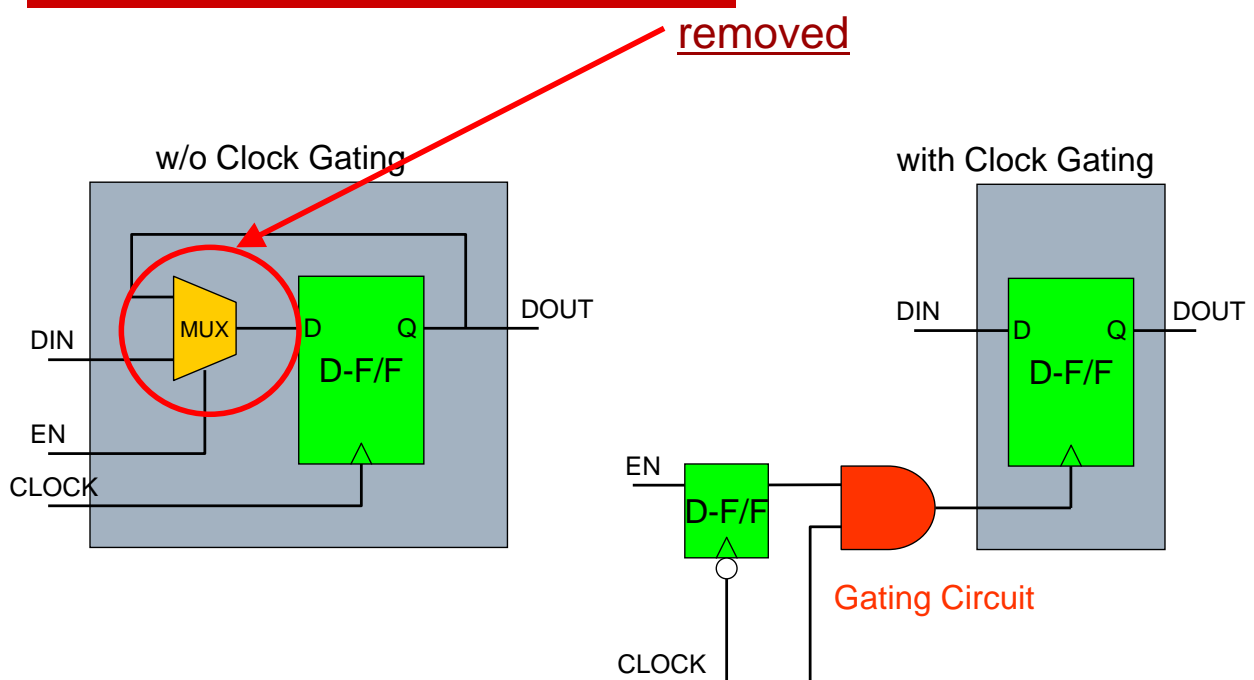 removed
w/o Clock Gating
with Clock Gating
MUX
D
Q
D-F/F
DOUT
DIN
EN
CLOCK
DIN
D
Q
D-F/F
DOUT
EN
D-F/F
Gating Circuit
CLOCK